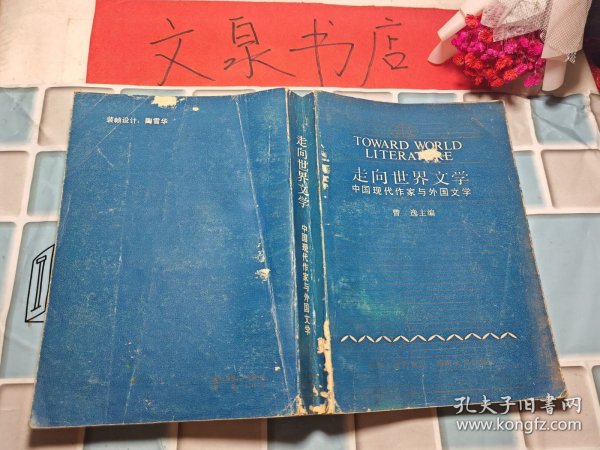 文泉书店
装帧设计：陶雪华
走向世界文学
中国现代作家与外国文学
TOWARD WORLD
LITERATURE
走向世界文学
中国现代作家与外国文学
曾 逸主编
孔夫子旧书网
www.kongfz.com